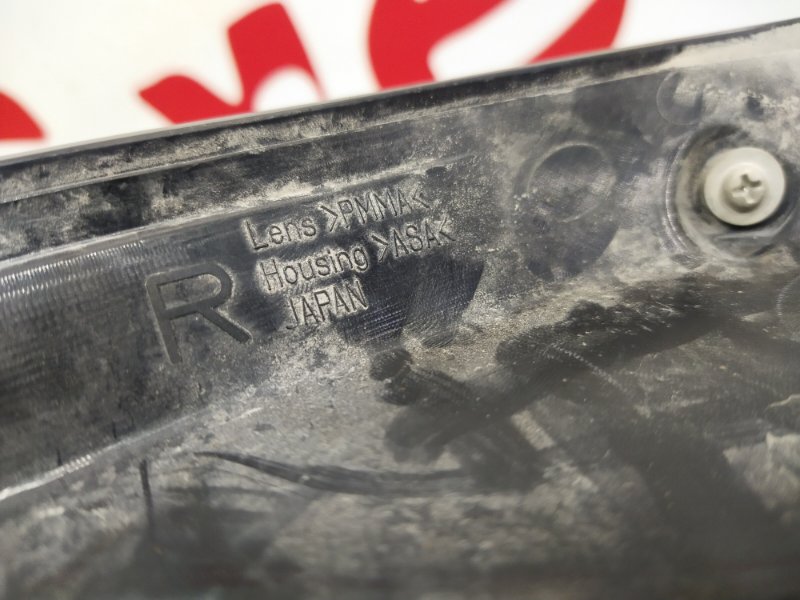 Lens >PMMA<
R
Housing >ASA<
JAPAN